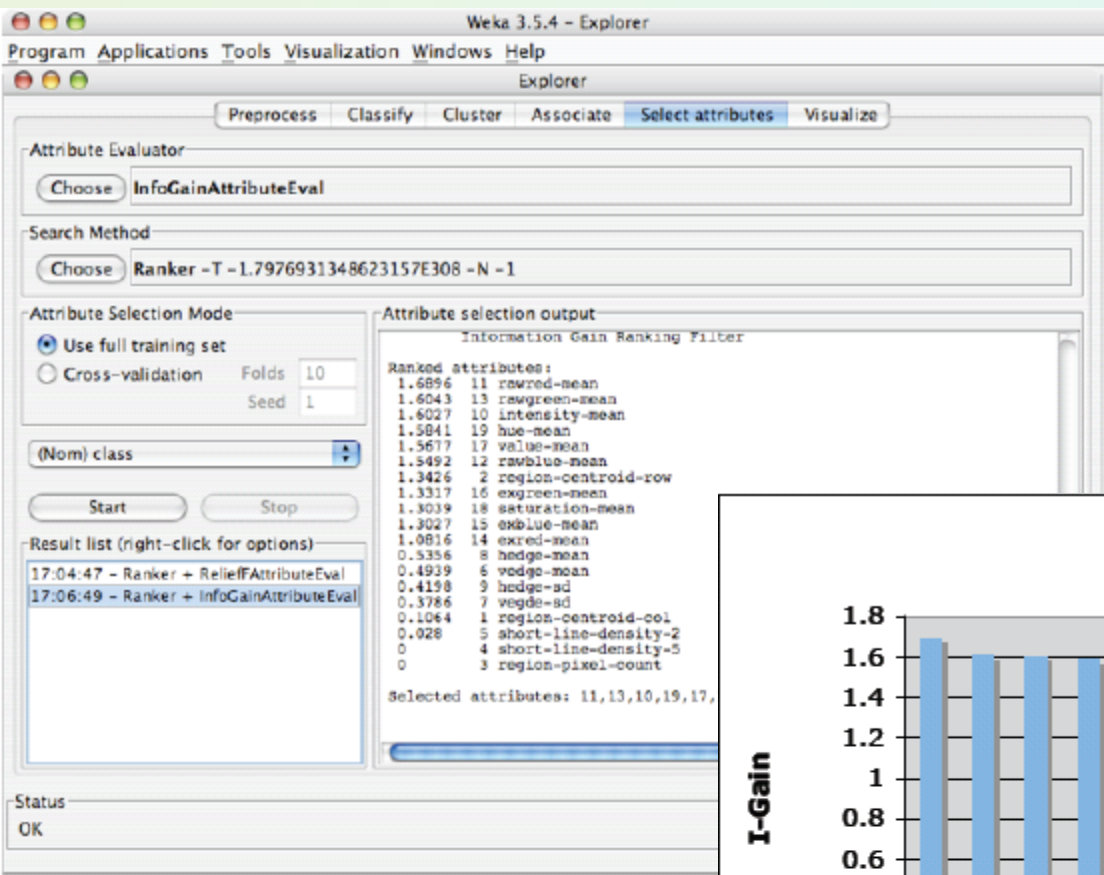 Weka 3.5.4 – Explorer
Program Applications Tools Visualization Windows Help
Explorer
Preprocess Classify Cluster Associate Select attributes Visualize
Attribute Evaluator
Choose InfoGainAttributeEval
Search Method
Choose Ranker -T -1.7976931348623157E308 -N -1
Attribute Selection Mode
Use full training set
Cross-validation Folds 10
Seed 1
(Nom) class
Start Stop
Result list (right-click for options)
17:04:47 – Ranker + ReliefFAttributeEval
17:06:49 – Ranker + InfoGainAttributeEval
Attribute selection output
Information Gain Ranking Filter
Ranked attributes:
1.6896 11 rawred-mean
1.6043 13 rawgreen-mean
1.6027 10 intensity-mean
1.5841 19 hue-mean
1.5677 17 value-mean
1.5492 12 rawblue-mean
1.3426 2 region-centroid-row
1.3317 16 exgreen-mean
1.3039 18 saturation-mean
1.3027 15 exblue-mean
1.0816 14 exred-mean
0.5356 8 hedge-mean
0.4939 6 vedge-mean
0.4198 9 hedge-sd
0.3786 7 vegde-sd
0.1064 1 region-centroid-col
0.028 5 short-line-density-2
0 4 short-line-density-5
0 3 region-pixel-count
Selected attributes: 11,13,10,19,17,
Status
OK
I-Gain
1.8
1.6
1.4
1.2
1
0.8
0.6